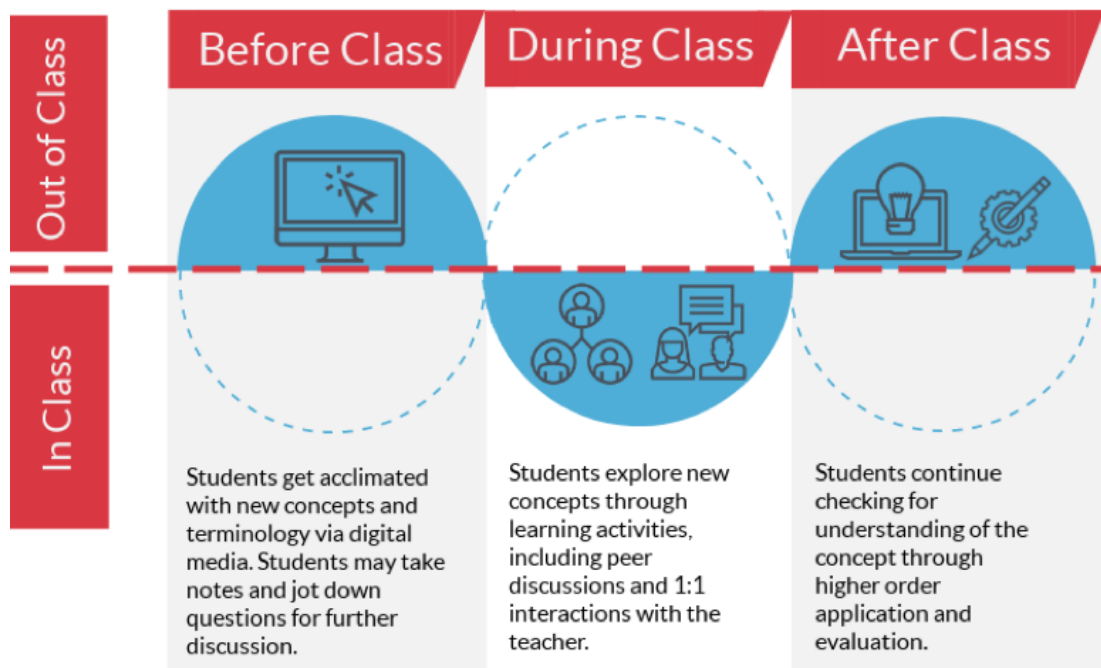 Out of Class
In Class
Before Class
During Class
After Class
Students get acclimated
with new concepts and
terminology via digital
media. Students may take
notes and jot down
questions for further
discussion.
Students explore new
concepts through
learning activities,
including peer
discussions and 1:1
interactions with the
teacher.
Students continue
checking for
understanding of the
concept through
higher order
application and
evaluation.